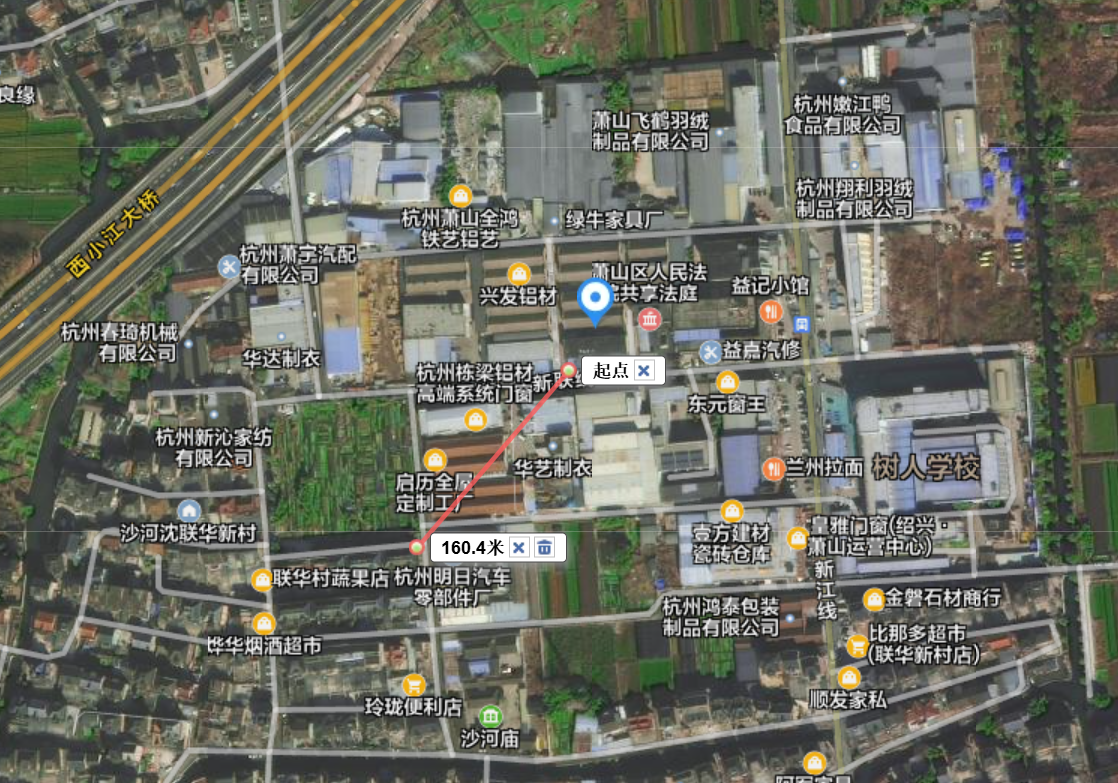 良缘
西小江大桥
萧山飞鹤羽绒
制品有限公司
杭州嫩江鸭
食品有限公司
杭州翔利羽绒
制品有限公司
杭州萧山全鸿
铁艺铝艺
绿牛家具厂
杭州萧宇汽配
有限公司
兴发铝材
萧山区人民法
院共享法庭
益记小馆
杭州春琦机械
有限公司
华达制衣
益嘉汽修
杭州栋梁铝材
高端系统门窗
新联
起点
东元窗王
杭州新沁家纺
有限公司
启历全屋
定制工厂
华艺制衣
兰州拉面
树人学校
沙河沈联华新村
壹方建材
瓷砖仓库
皇雅门窗(绍兴·
萧山运营中心)
160.4米
新江线
联华村蔬果店
杭州明日汽车
零部件厂
金磐石材商行
杭州鸿泰包装
制品有限公司
烨华烟酒超市
比那多超市
(联华新村店)
玲珑便利店
顺发家私
沙河庙